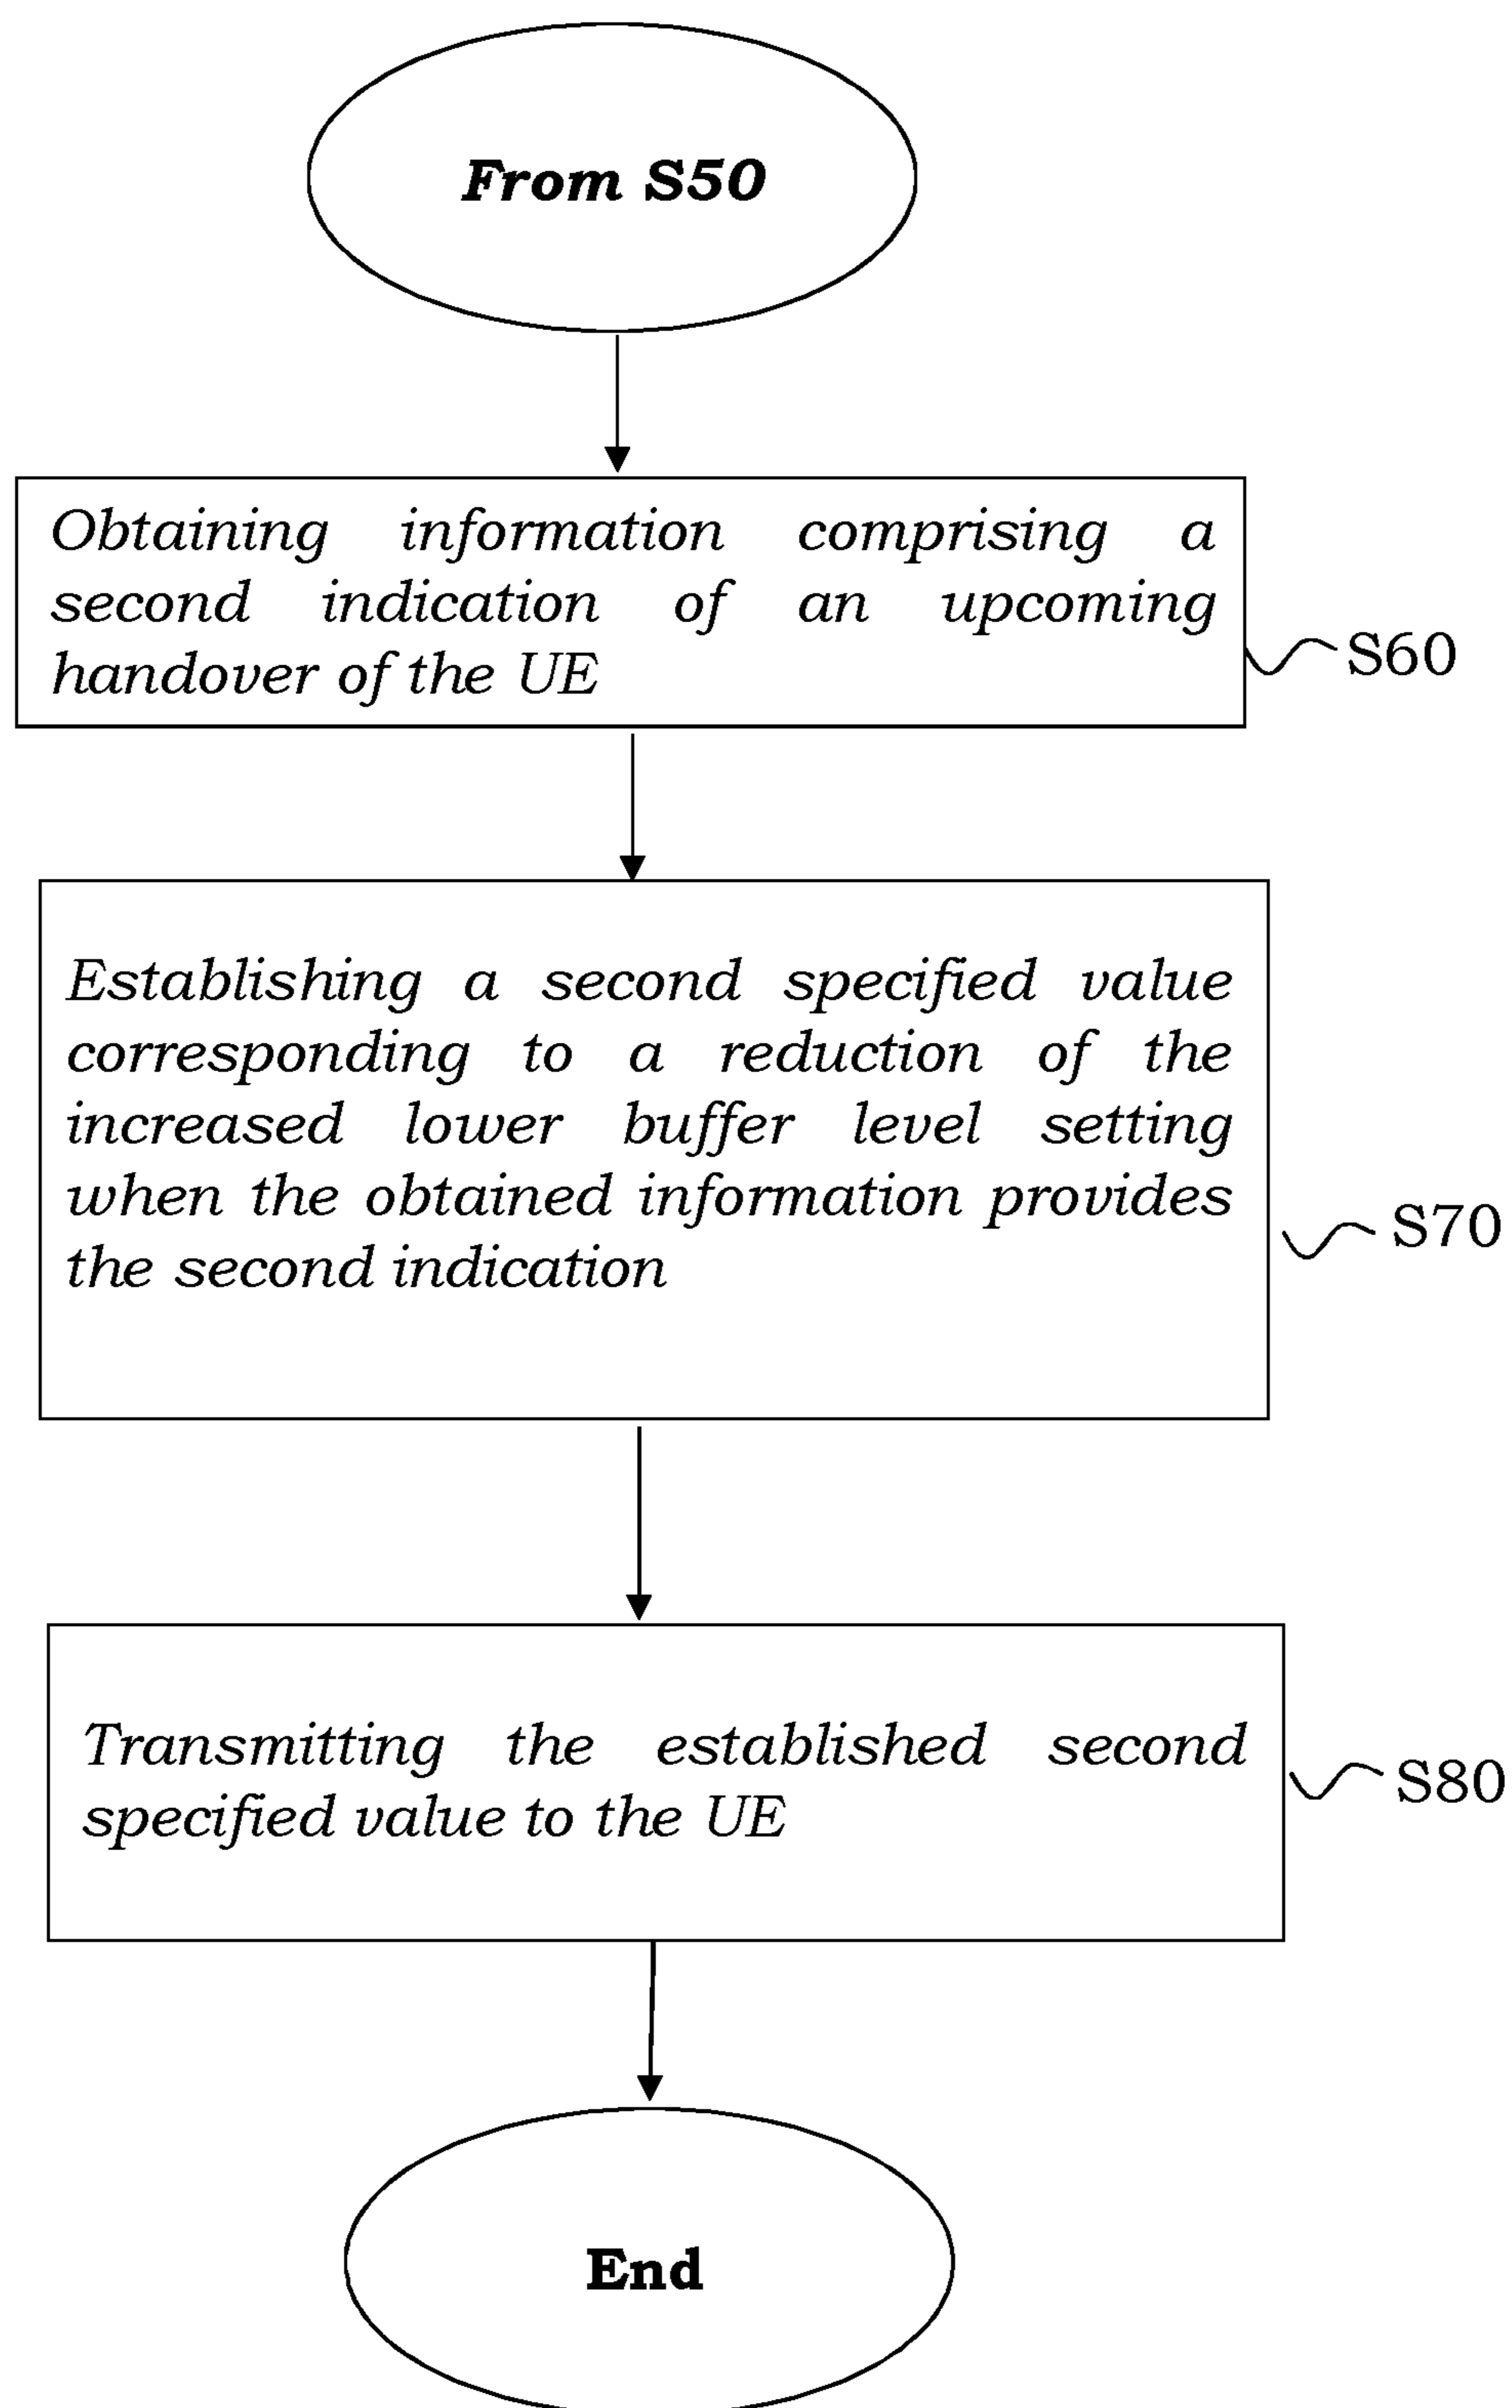 From S50
Obtaining information comprising a
second indication of an upcoming
handover of the UE
S60
Establishing a second specified value
corresponding to a reduction of the
increased lower buffer level setting
when the obtained information provides
the second indication
S70
Transmitting the established second
specified value to the UE
S80
End